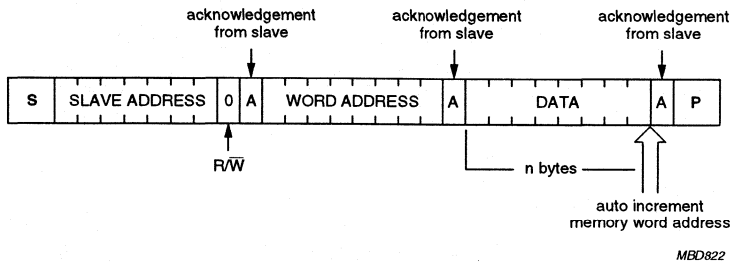 acknowledgement acknowledgement acknowledgement
from slave from slave from slave
S SLAVE ADDRESS 0 A WORD ADDRESS A DATA A P
R/W̅
n bytes
auto increment
memory word address
MBD822